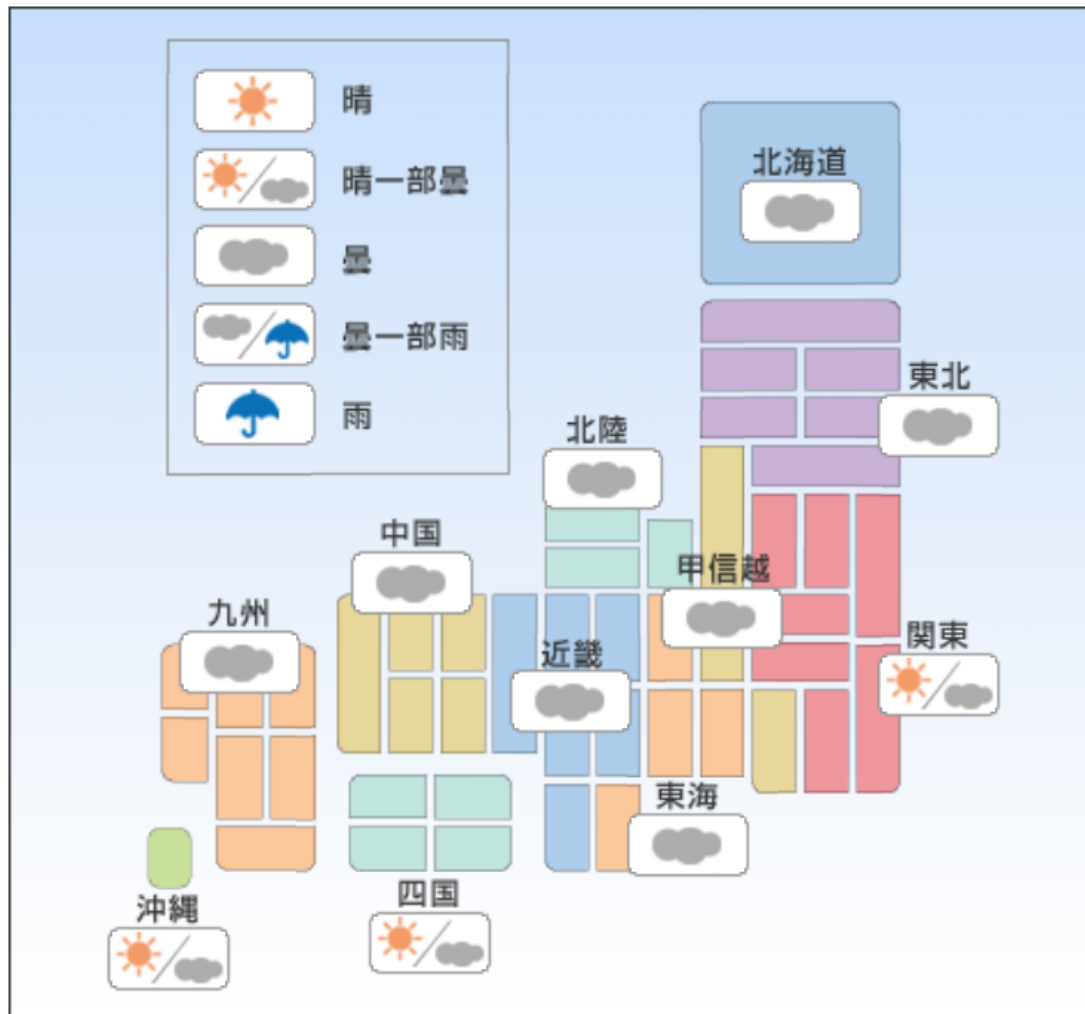 晴
晴一部曇
曇
曇一部雨
雨
北海道
東北
北陸
中国
甲信越
九州
関東
近畿
東海
四国
沖縄